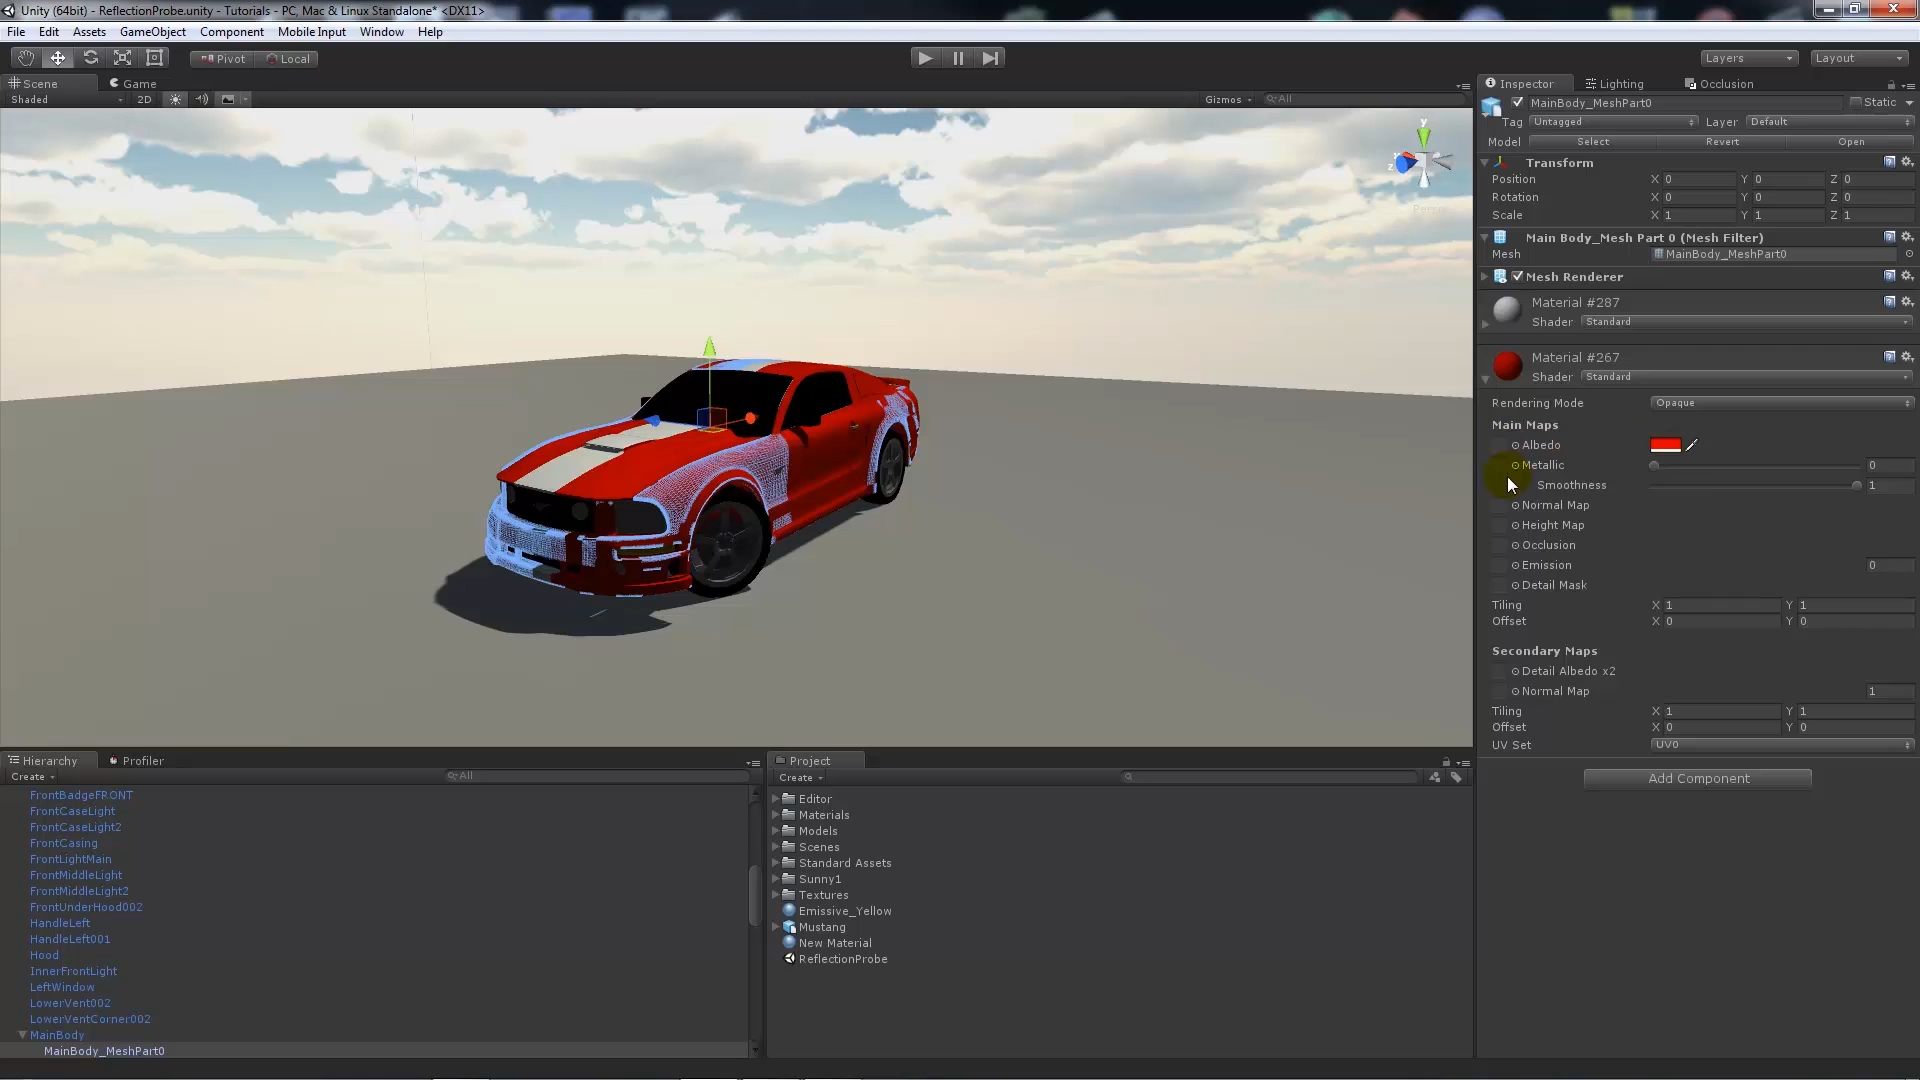 Unity (64bit) - ReflectionProbe.unity - Tutorials - PC, Mac & Linux Standalone* <DX11>
File Edit Assets GameObject Component Mobile Input Window Help
Pivot Local Layers Layout
Scene Game
Shaded 2D Gizmos All
y
z
Persp
Inspector Lighting Occlusion
MainBody_MeshPart0 Static
Tag Untagged Layer Default
Model Select Revert Open
Transform
Position X 0 Y 0 Z 0
Rotation X 0 Y 0 Z 0
Scale X 1 Y 1 Z 1
Main Body_Mesh Part 0 (Mesh Filter)
Mesh MainBody_MeshPart0
Mesh Renderer
Material #287
Shader Standard
Material #267
Shader Standard
Rendering Mode Opaque
Main Maps
Albedo
Metallic 0
Smoothness 1
Normal Map
Height Map
Occlusion
Emission 0
Detail Mask
Tiling X 1 Y 1
Offset X 0 Y 0
Secondary Maps
Detail Albedo x2
Normal Map 1
Tiling X 1 Y 1
Offset X 0 Y 0
UV Set UV0
Add Component
Hierarchy Profiler
Create All
FrontBadgeFRONT
FrontCaseLight
FrontCaseLight2
FrontCasing
FrontLightMain
FrontMiddleLight
FrontMiddleLight2
FrontUnderHood002
HandleLeft
HandleLeft001
Hood
InnerFrontLight
LeftWindow
LowerVent002
LowerVentCorner002
MainBody
MainBody_MeshPart0
Project
Create
Editor
Materials
Models
Scenes
Standard Assets
Sunny1
Textures
Emissive_Yellow
Mustang
New Material
ReflectionProbe